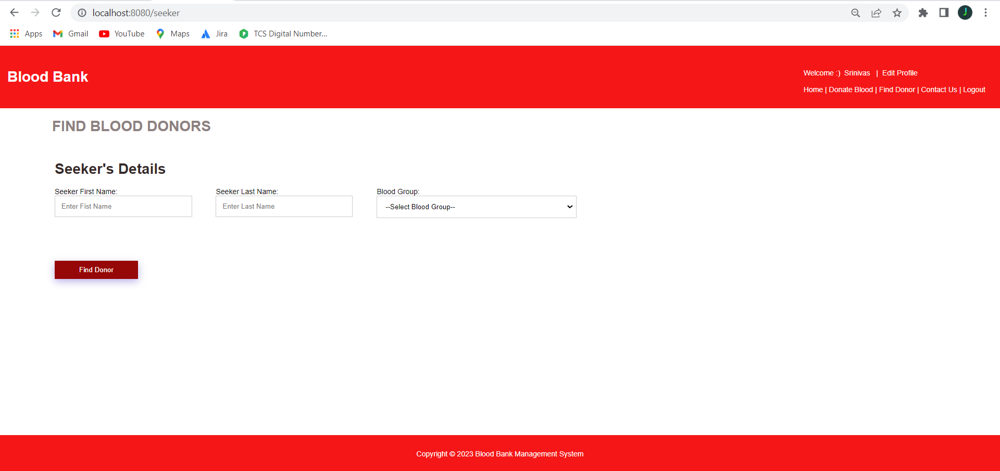 localhost:8080/seeker
Apps Gmail YouTube Maps Jira TCS Digital Number...
Blood Bank
Welcome :) Srinivas | Edit Profile
Home | Donate Blood | Find Donor | Contact Us | Logout
FIND BLOOD DONORS
Seeker's Details
Seeker First Name: Seeker Last Name: Blood Group:
Enter Fist Name Enter Last Name --Select Blood Group--
Find Donor
Copyright © 2023 Blood Bank Management System